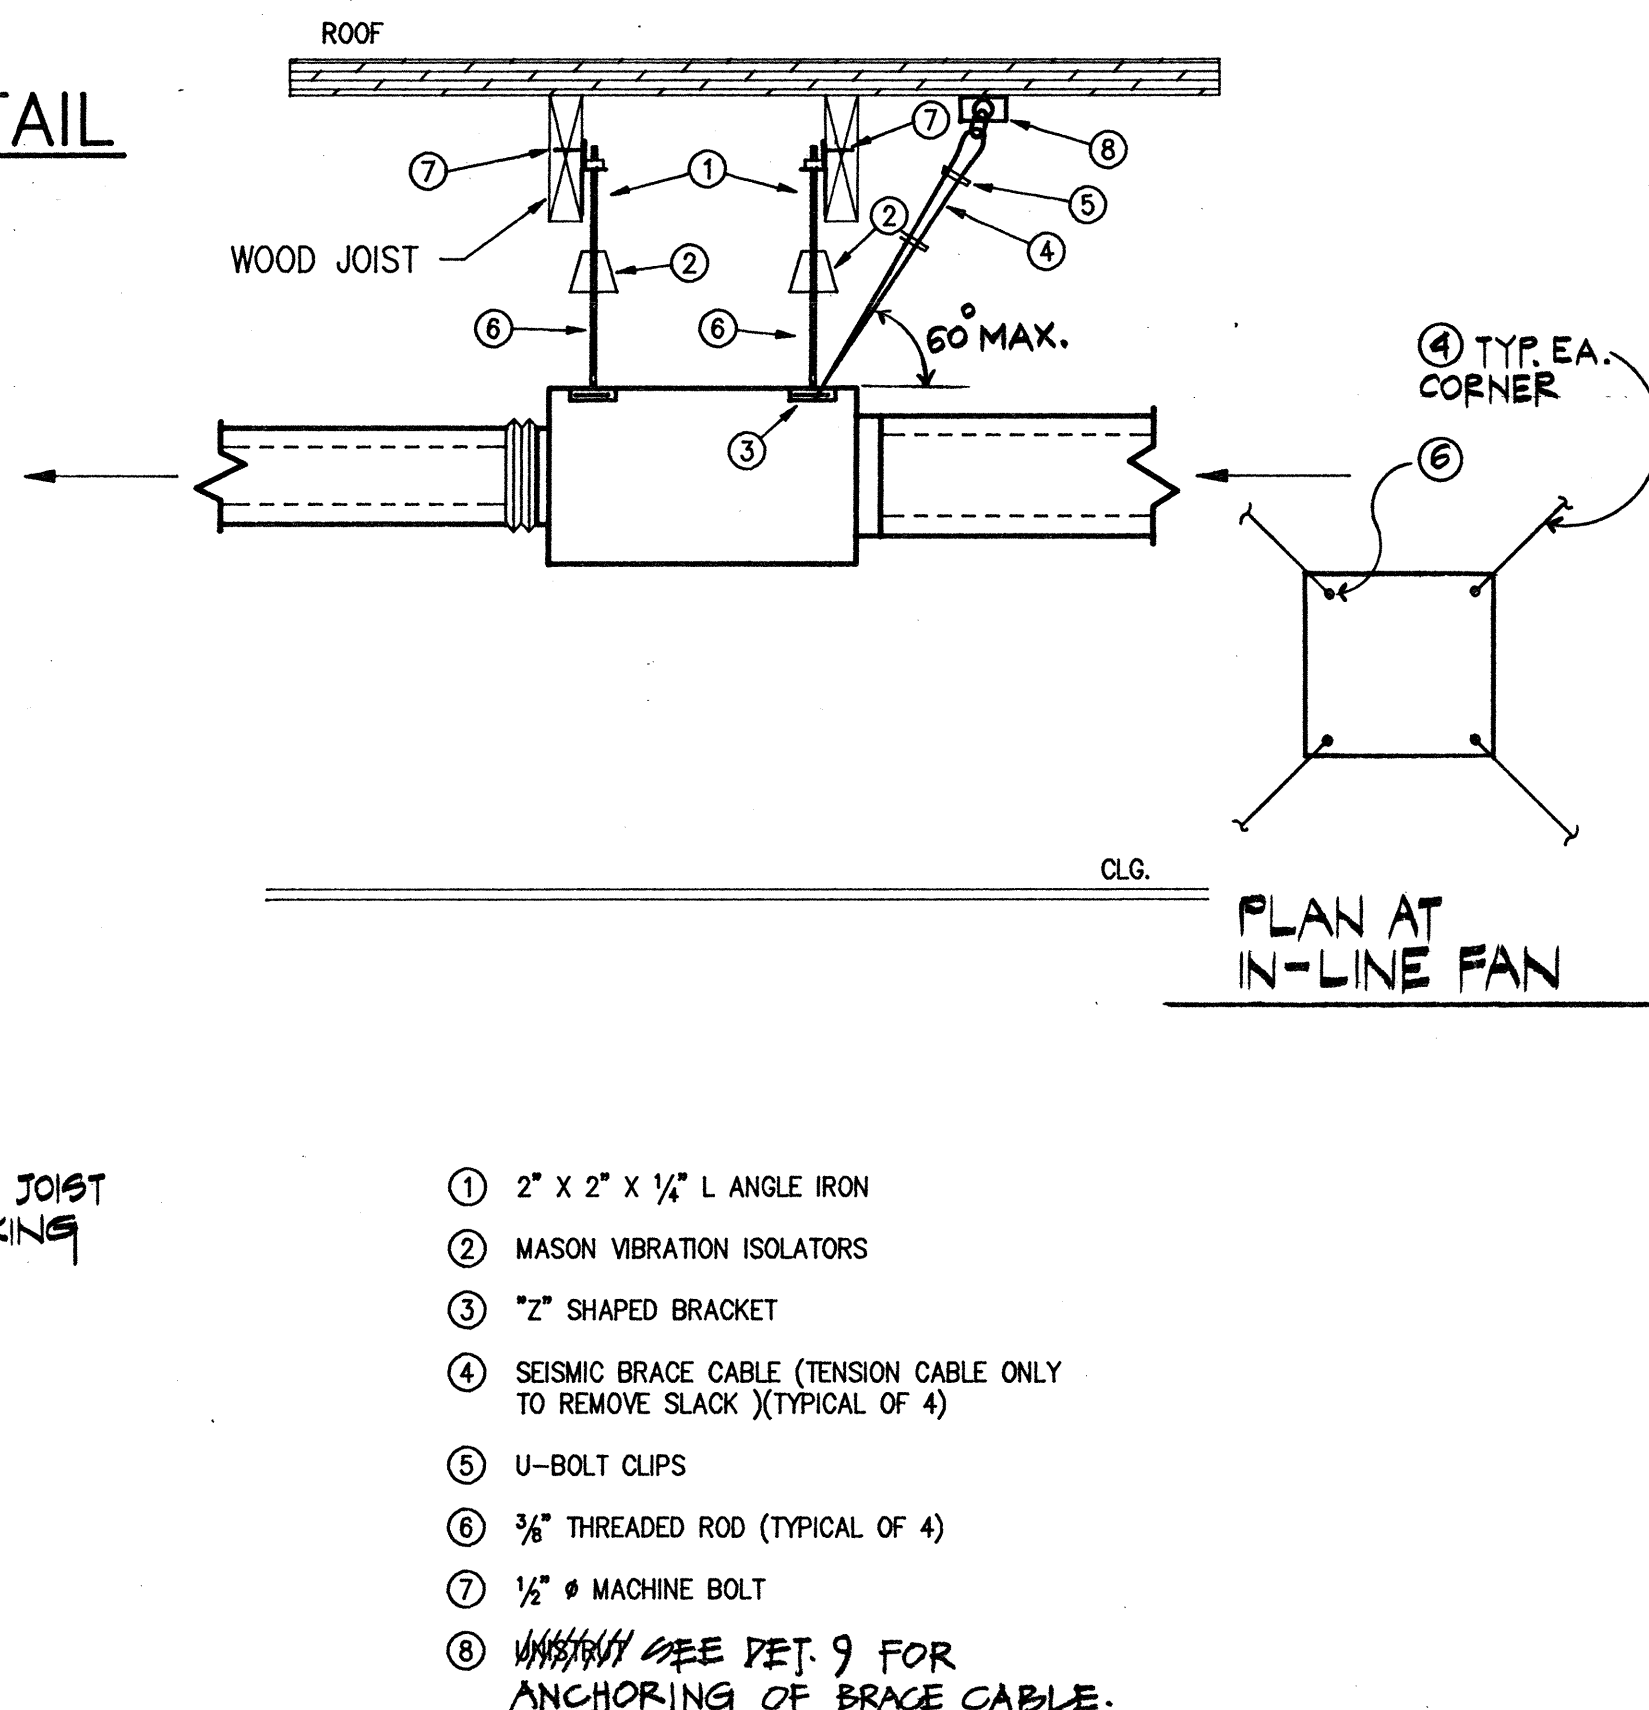 ROOF
TAIL
7
1
7
8
5
2
4
WOOD JOIST
2
6
6
60° MAX.
3
4 TYP. EA.
CORNER
6
CLG.
PLAN AT
IN-LINE FAN
JOIST
KING
1 2" X 2" X 1/4" L ANGLE IRON
2 MASON VIBRATION ISOLATORS
3 "Z" SHAPED BRACKET
4 SEISMIC BRACE CABLE (TENSION CABLE ONLY
TO REMOVE SLACK )(TYPICAL OF 4)
5 U-BOLT CLIPS
6 3/8" THREADED ROD (TYPICAL OF 4)
7 1/2" ø MACHINE BOLT
8 UNISTRUT SEE DET. 9 FOR
ANCHORING OF BRACE CABLE.